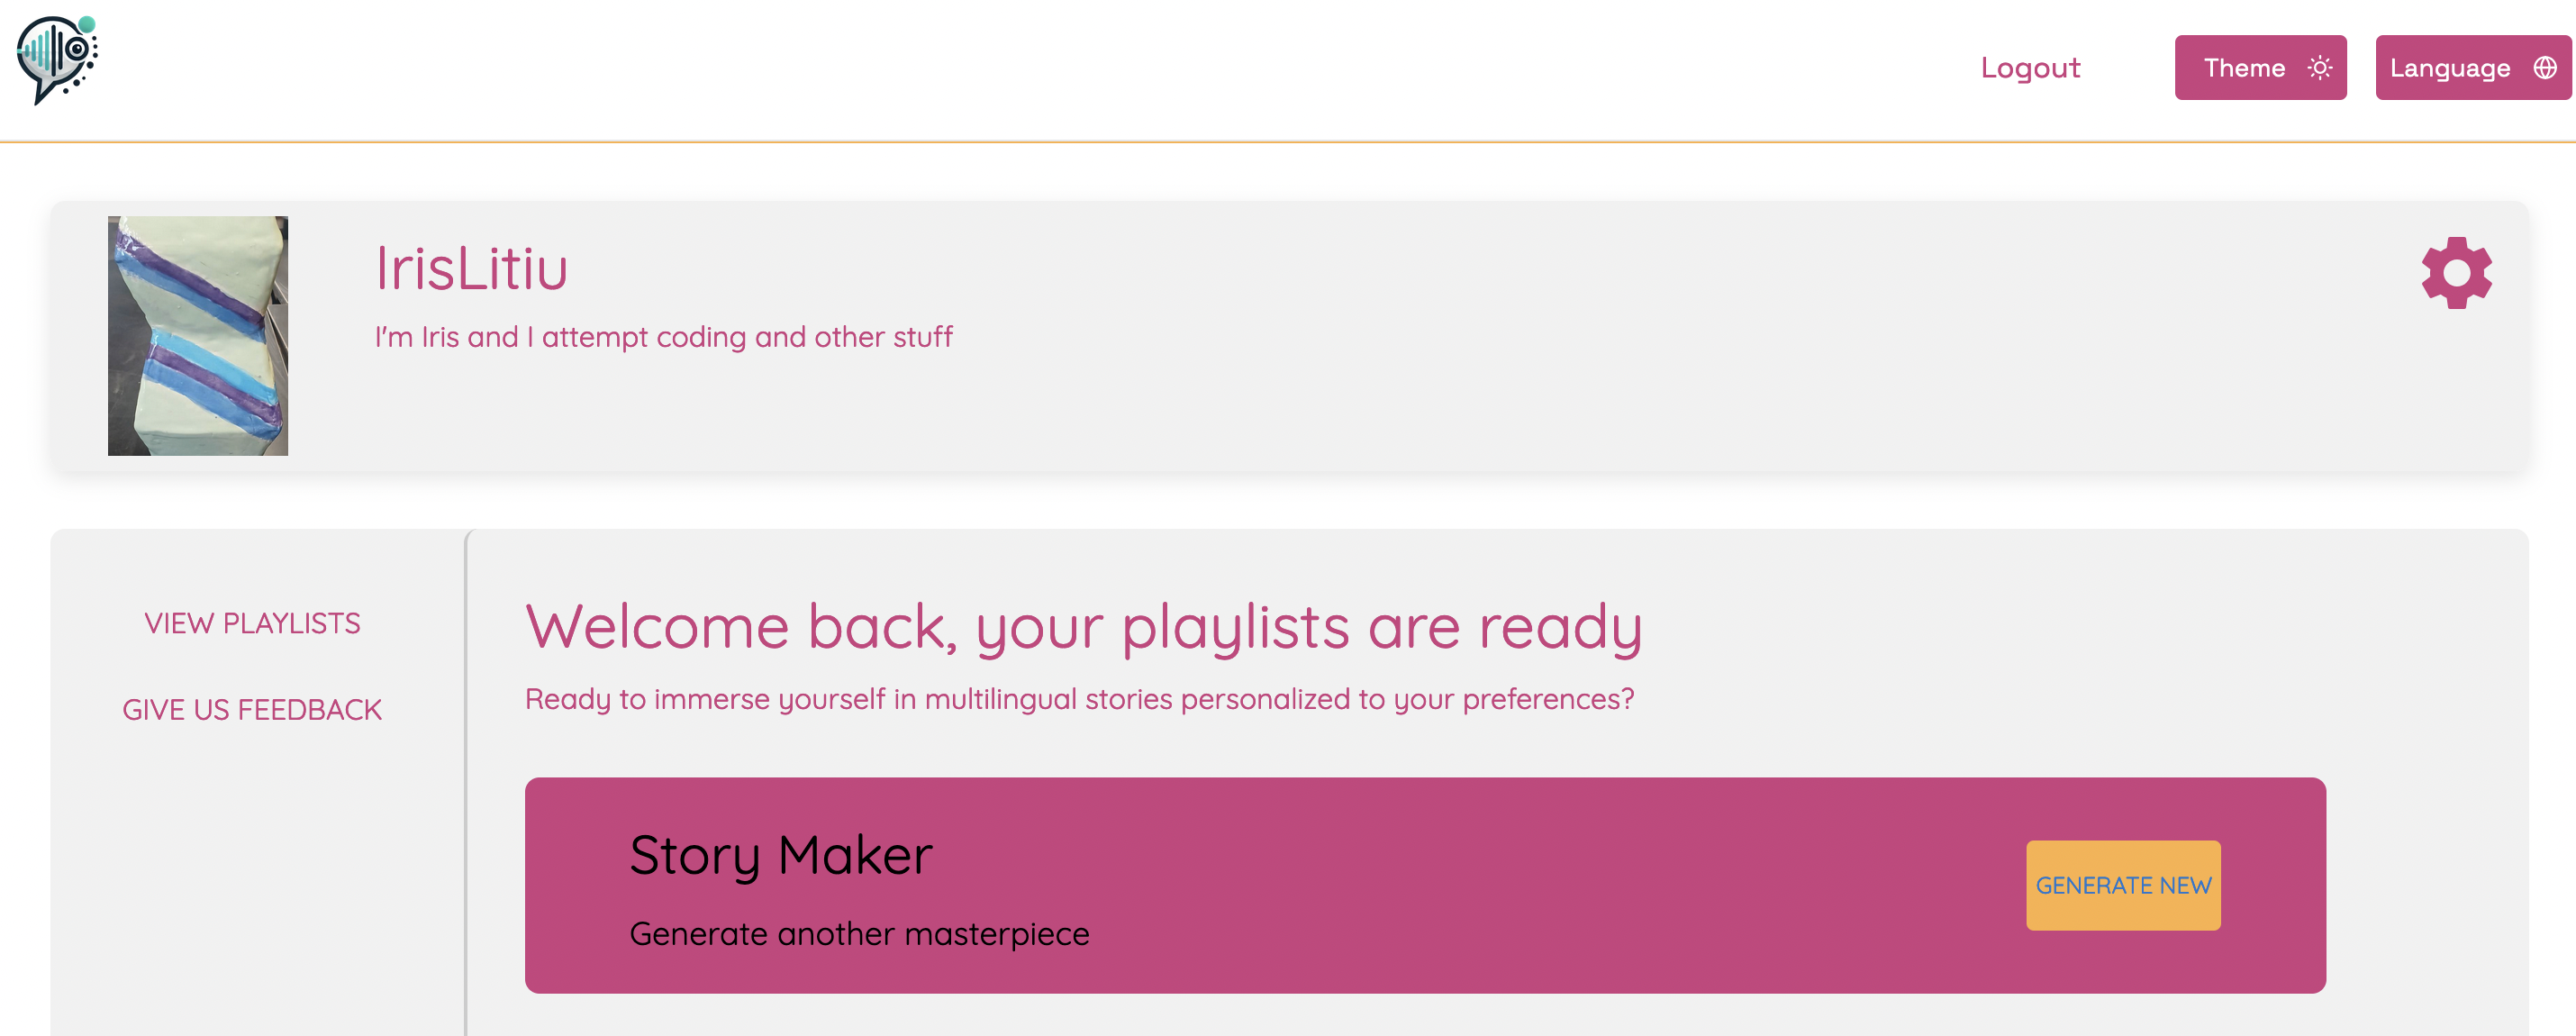 Logout
Theme
Language
IrisLitiu
I'm Iris and I attempt coding and other stuff
VIEW PLAYLISTS
GIVE US FEEDBACK
Welcome back, your playlists are ready
Ready to immerse yourself in multilingual stories personalized to your preferences?
Story Maker
Generate another masterpiece
GENERATE NEW